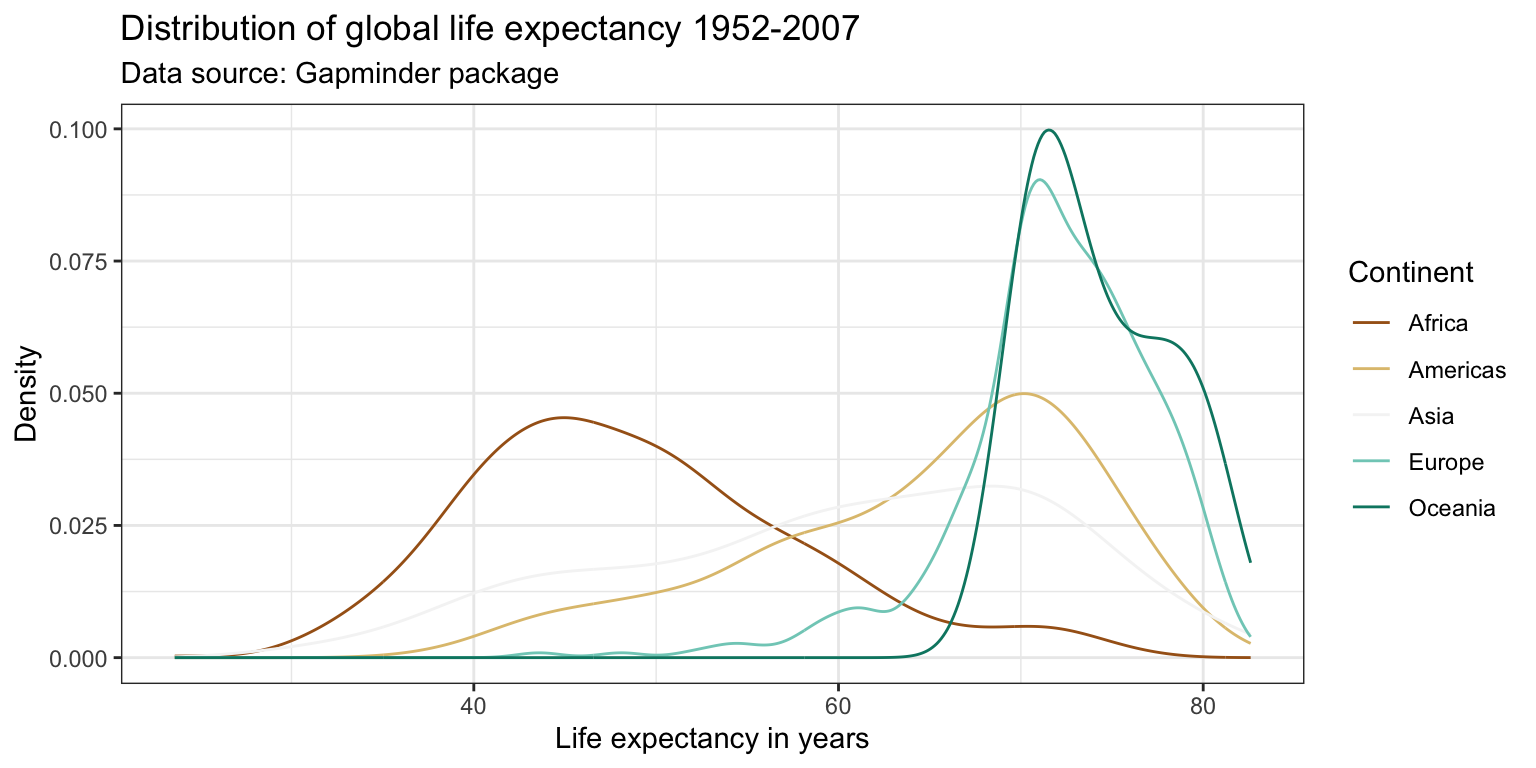 Distribution of global life expectancy 1952-2007
Data source: Gapminder package
0.100
0.075
0.050
0.025
0.000
Density
40 60 80
Life expectancy in years
Continent
Africa
Americas
Asia
Europe
Oceania